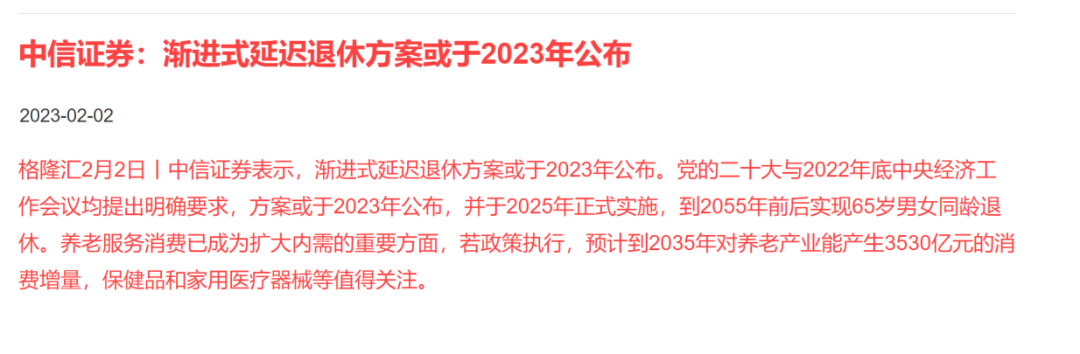 中信证券：渐进式延迟退休方案或于2023年公布
2023-02-02
格隆汇2月2日丨中信证券表示，渐进式延迟退休方案或于2023年公布。党的二十大与2022年底中央经济工
作会议均提出明确要求，方案或于2023年公布，并于2025年正式实施，到2055年前后实现65岁男女同龄退
休。养老服务消费已成为扩大内需的重要方面，若政策执行，预计到2035年对养老产业能产生3530亿元的消
费增量，保健品和家用医疗器械等值得关注。